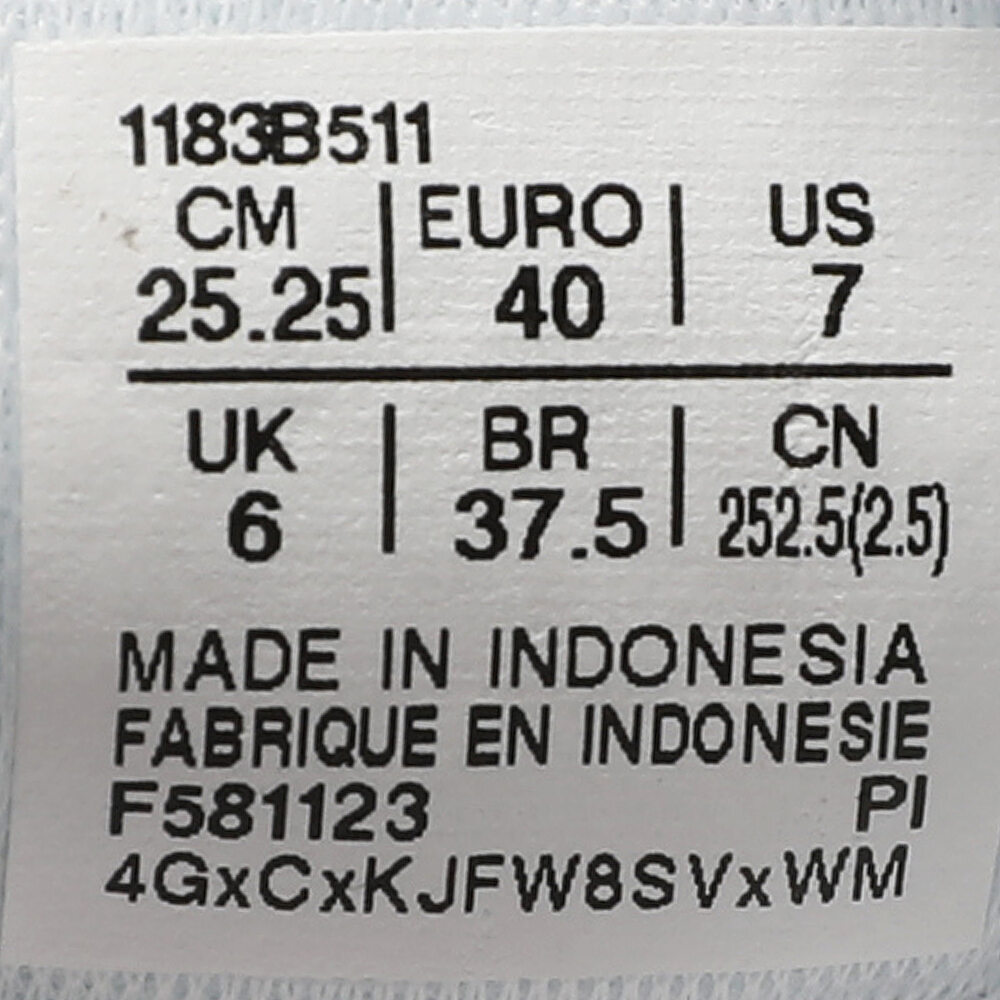 1183B511
CM | EURO | US
25.25 | 40 | 7
UK | BR | CN
6 | 37.5 | 252.5(2.5)
MADE IN INDONESIA
FABRIQUE EN INDONESIE
F581123 PI
4GxCxKJFW8SVxWM